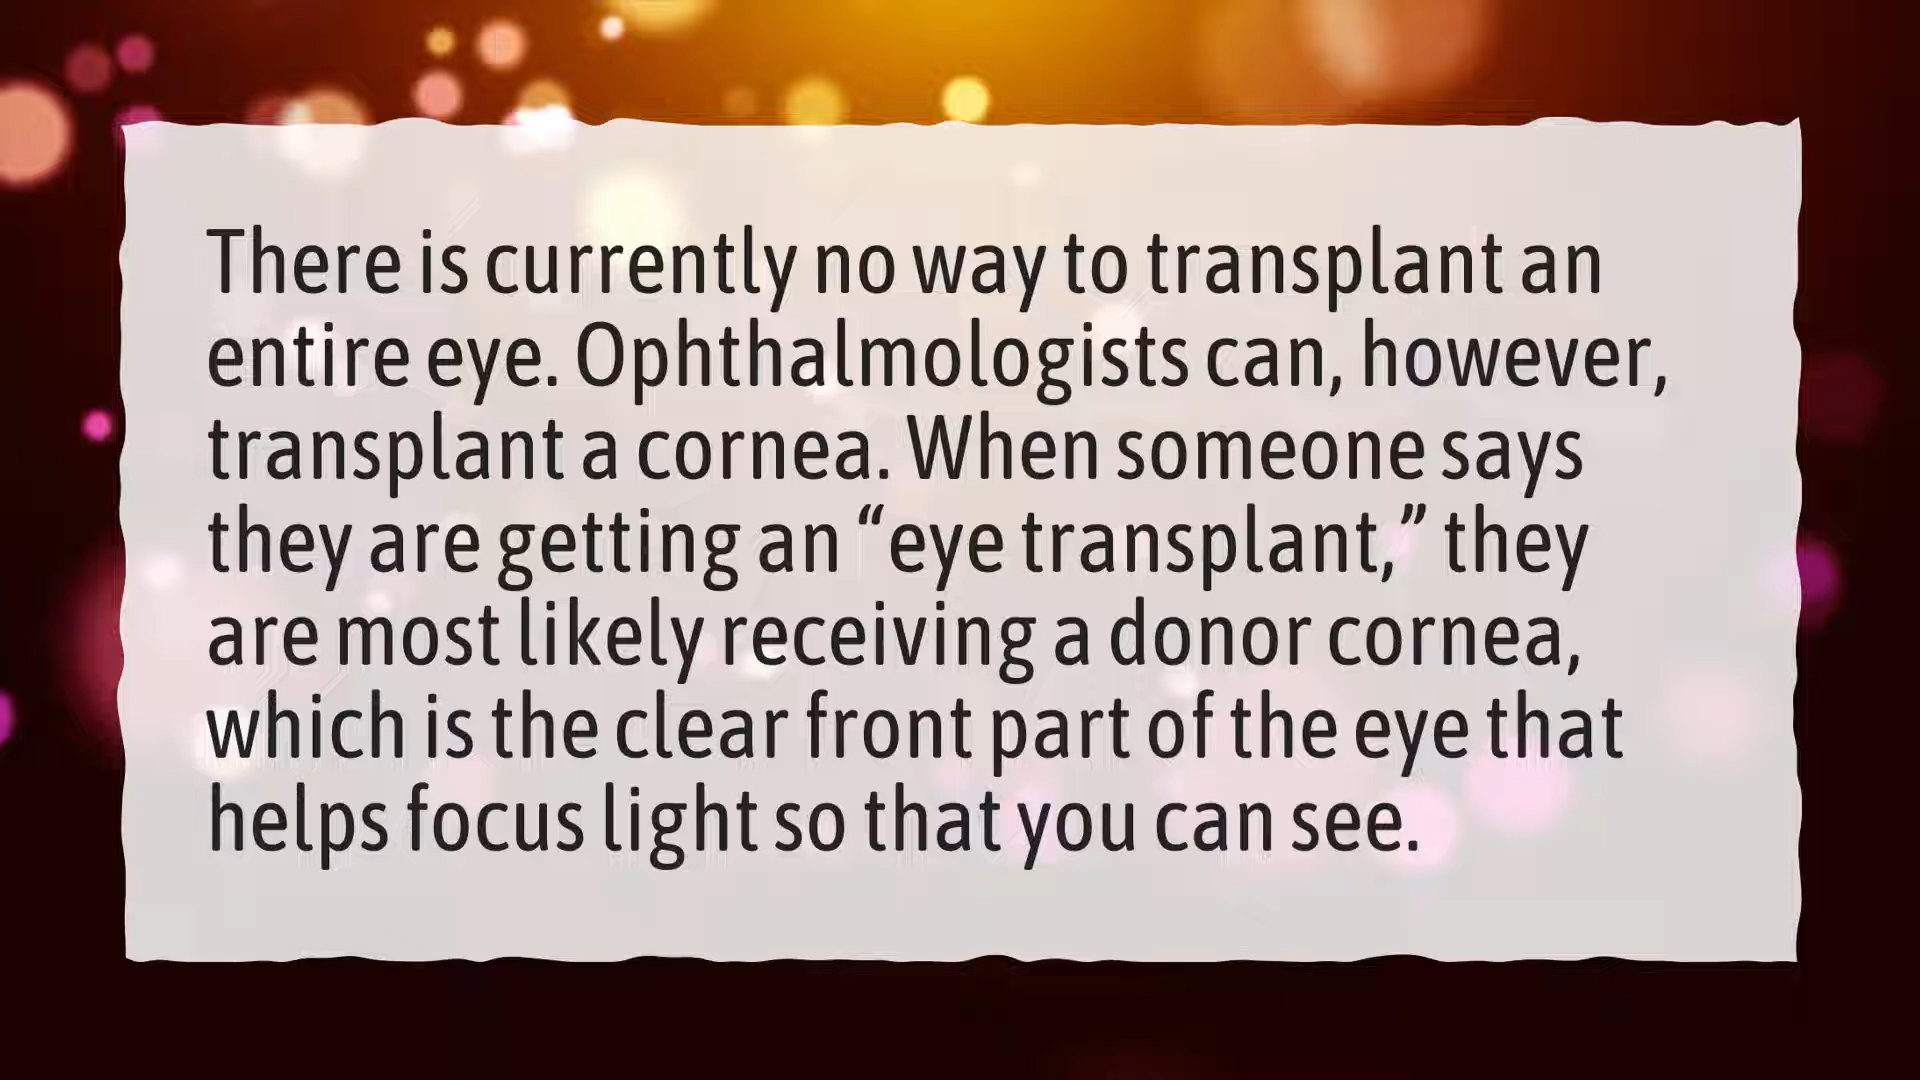 There is currently no way to transplant an
entire eye. Ophthalmologists can, however,
transplant a cornea. When someone says
they are getting an “eye transplant,” they
are most likely receiving a donor cornea,
which is the clear front part of the eye that
helps focus light so that you can see.